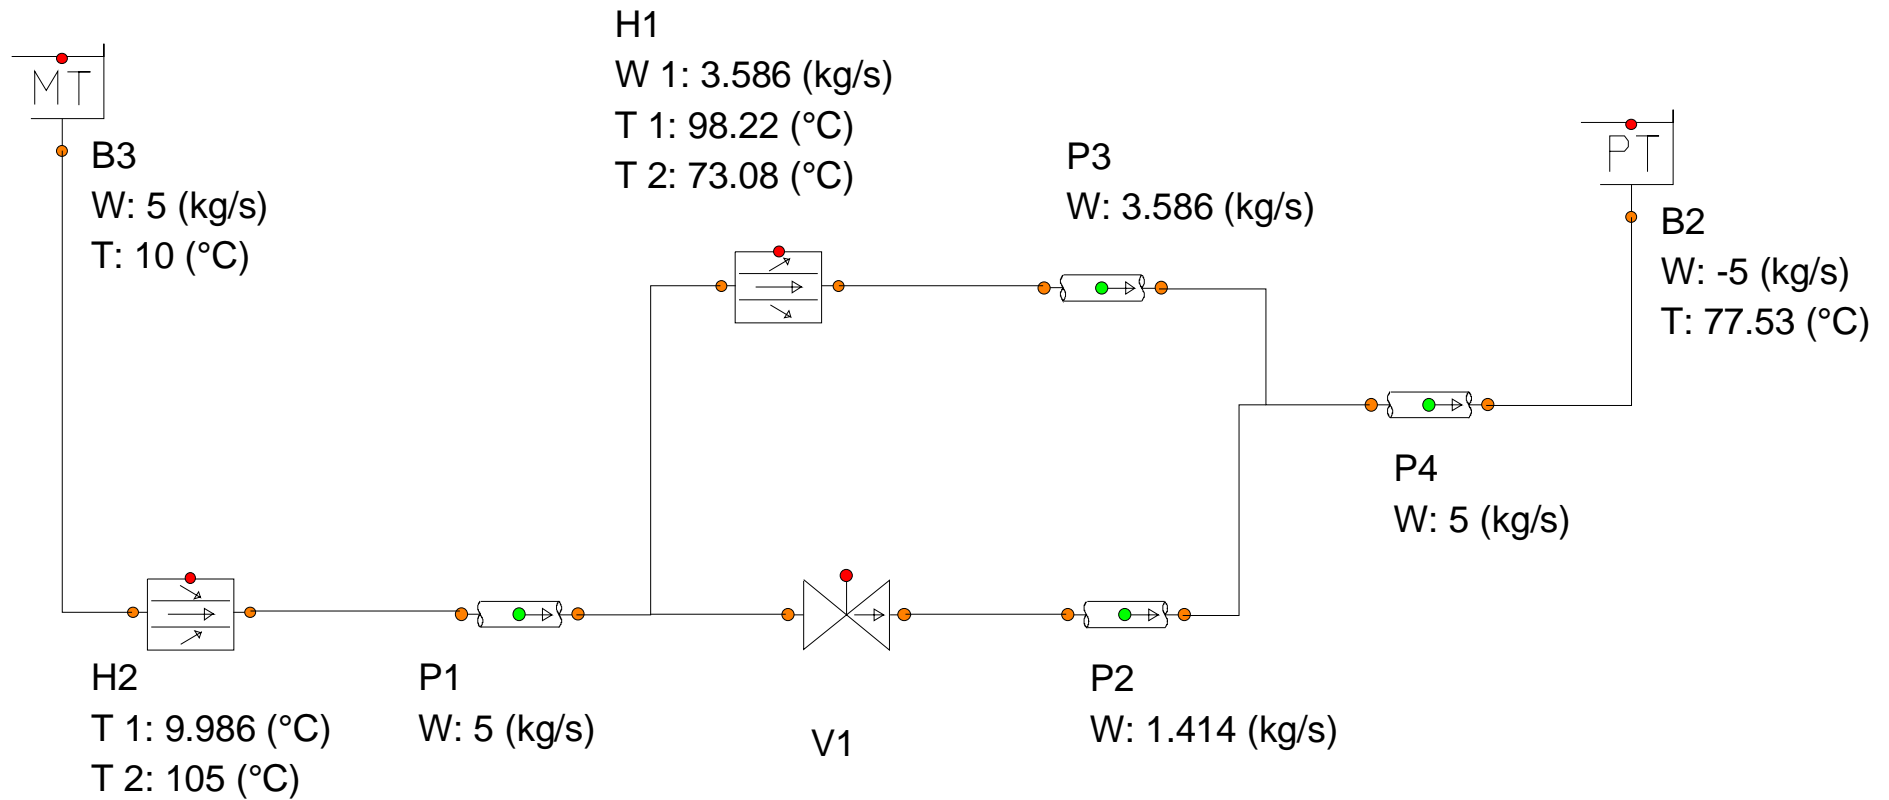 H1
W 1: 3.586 (kg/s)
T 1: 98.22 (°C)
T 2: 73.08 (°C)
MT
B3
W: 5 (kg/s)
T: 10 (°C)
P3
W: 3.586 (kg/s)
PT
B2
W: -5 (kg/s)
T: 77.53 (°C)
P4
W: 5 (kg/s)
H2
T 1: 9.986 (°C)
T 2: 105 (°C)
P1
W: 5 (kg/s)
V1
P2
W: 1.414 (kg/s)